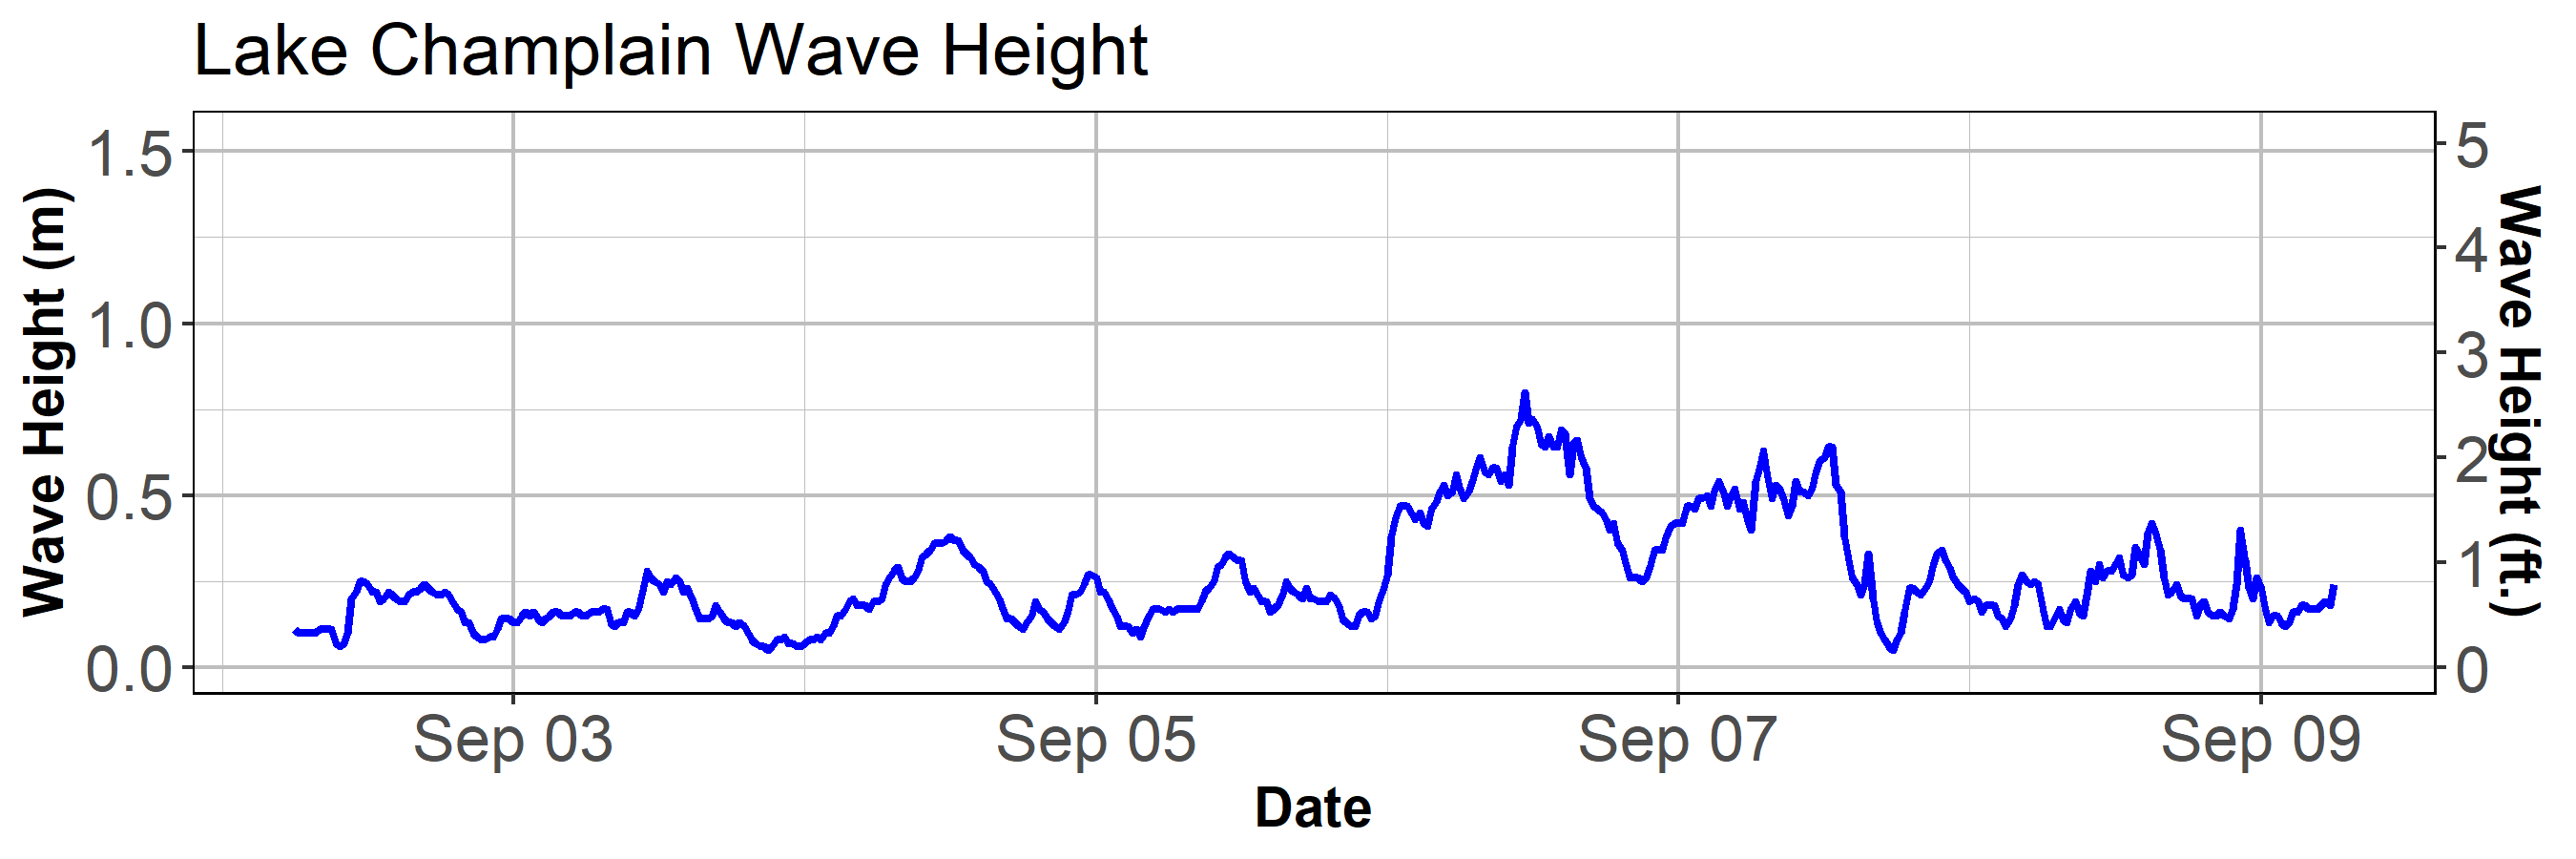 Lake Champlain Wave Height
Wave Height (m)
1.5
1.0
0.5
0.0
5
4
3
2
1
0
Wave Height (ft.)
Sep 03
Sep 05
Sep 07
Sep 09
Date